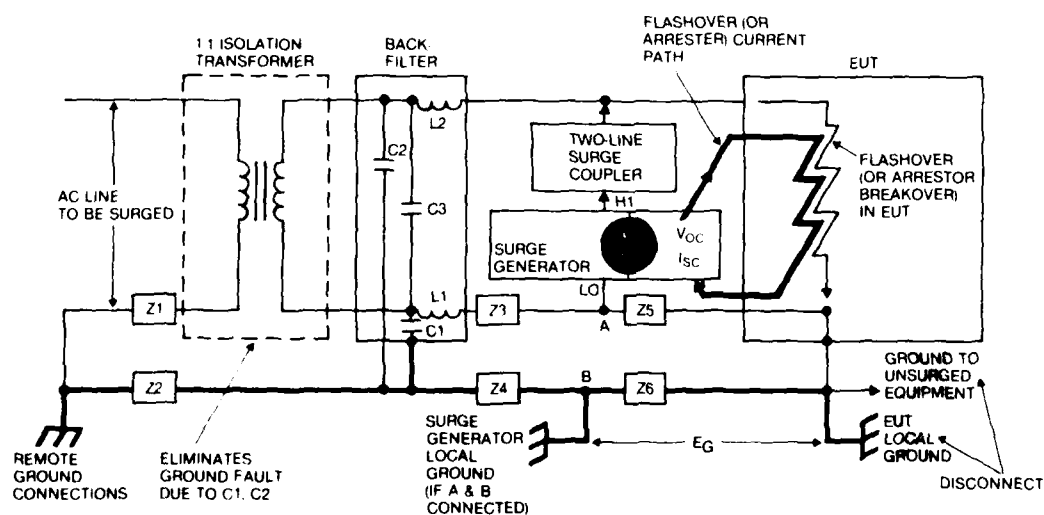 FLASHOVER (OR
ARRESTER) CURRENT
PATH
1:1 ISOLATION
TRANSFORMER
BACK-
FILTER
EUT
L2
C2
TWO-LINE
SURGE
COUPLER
FLASHOVER
(OR ARRESTOR
BREAKOVER)
IN EUT
AC LINE
TO BE SURGED
C3
H1
VOC
SURGE
GENERATOR
ISC
LO
Z1
L1
Z3
Z5
C1
A
Z2
Z4
B
Z6
GROUND TO
UNSURGED
EQUIPMENT
REMOTE
GROUND
CONNECTIONS
ELIMINATES
GROUND FAULT
DUE TO C1, C2
SURGE
GENERATOR
LOCAL
GROUND
(IF A & B
CONNECTED)
EG
EUT
LOCAL
GROUND
DISCONNECT